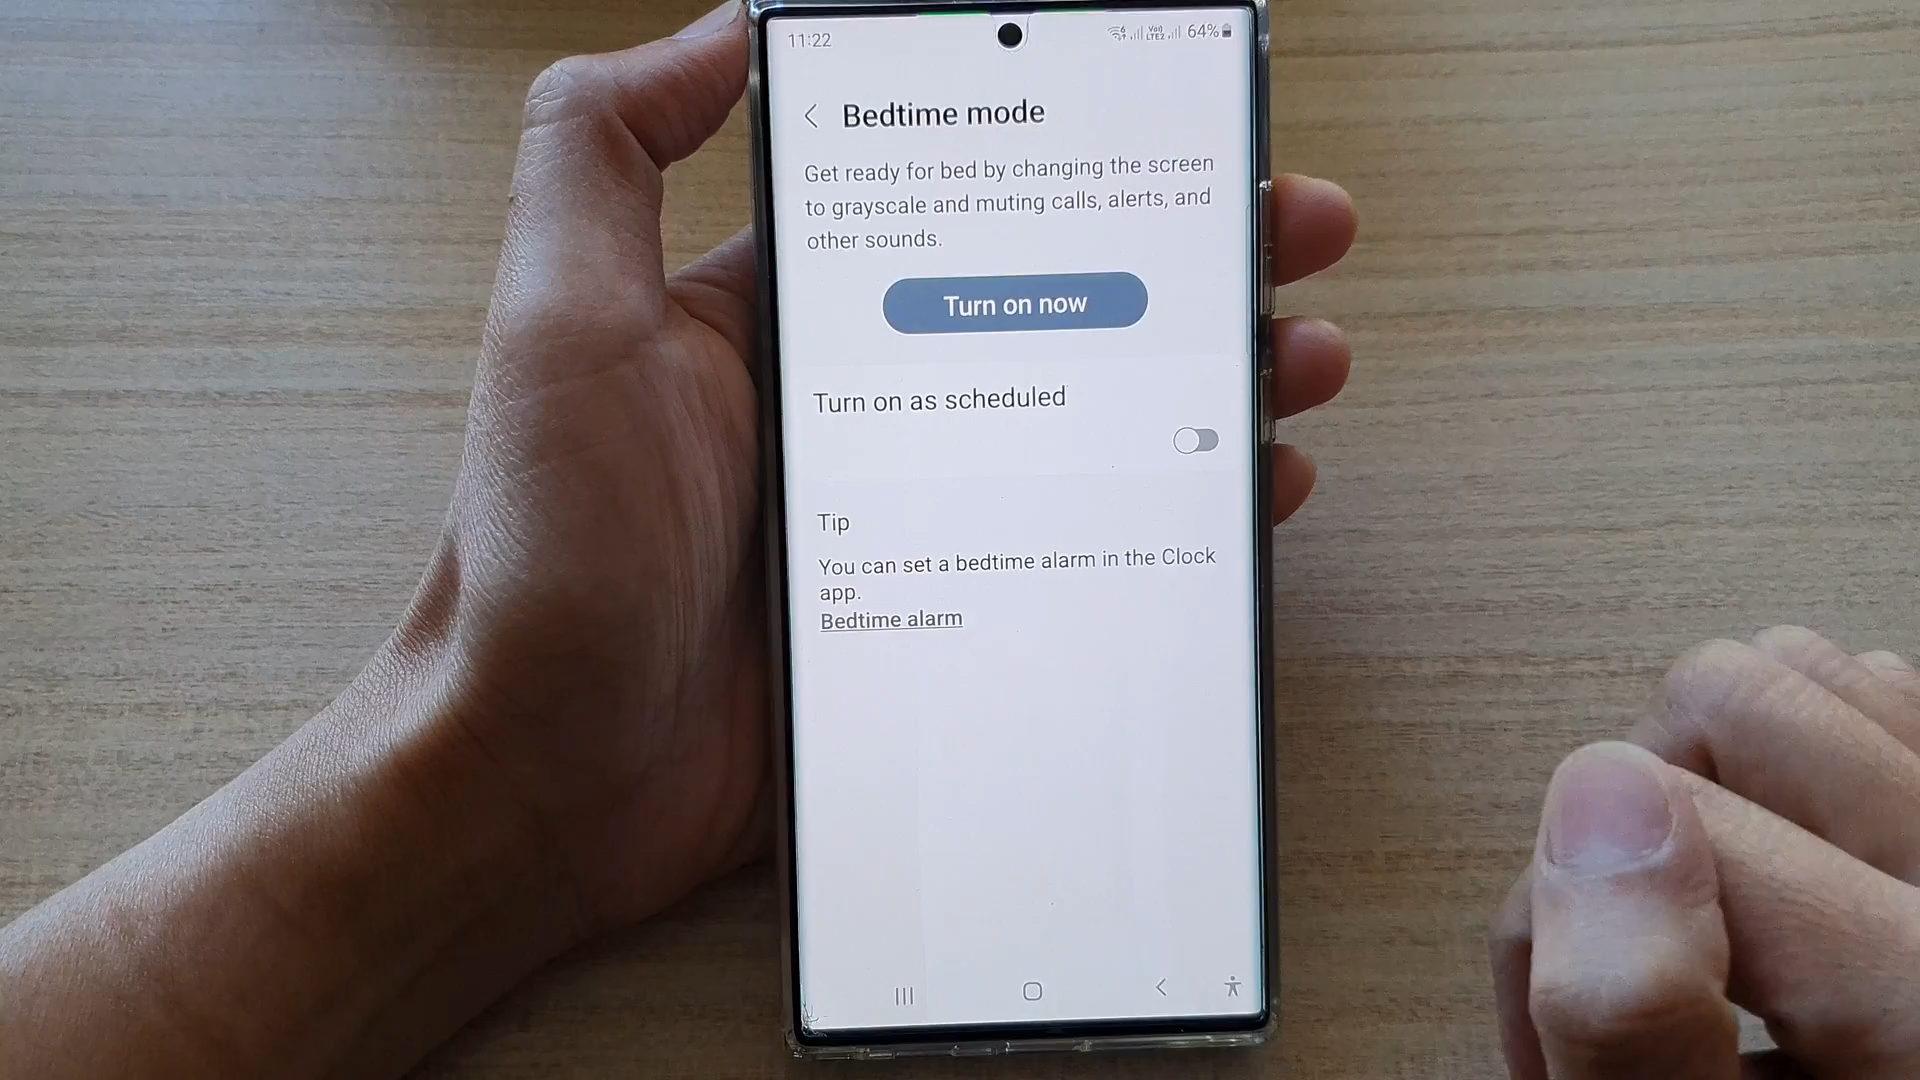 11:22
64%
Bedtime mode
Get ready for bed by changing the screen
to grayscale and muting calls, alerts, and
other sounds.
Turn on now
Turn on as scheduled
Tip
You can set a bedtime alarm in the Clock
app.
Bedtime alarm